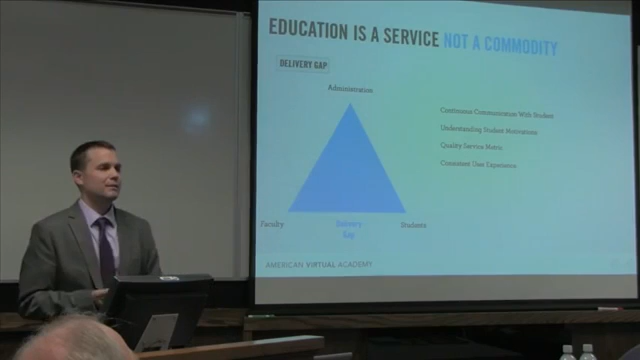 EDUCATION IS A SERVICE NOT A COMMODITY
DELIVERY GAP
Administration
Continuous Communication With Student
Understanding Student Motivations
Quality Service Metric
Consistent User Experience
Faculty
Delivery
Gap
Students
AMERICAN VIRTUAL ACADEMY